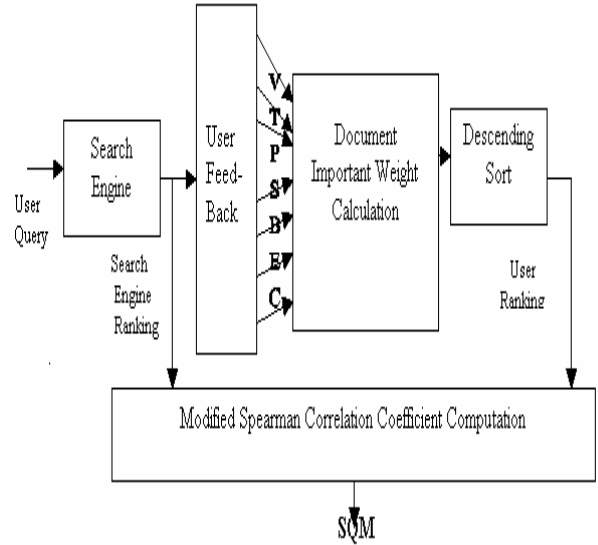 User
Query
Search
Engine
Search
Engine
Ranking
User
Feed-
Back
V
T
P
S
B
E
C
Document
Important Weight
Calculation
Descending
Sort
User
Ranking
Modified Spearman Correlation Coefficient Computation
SQM